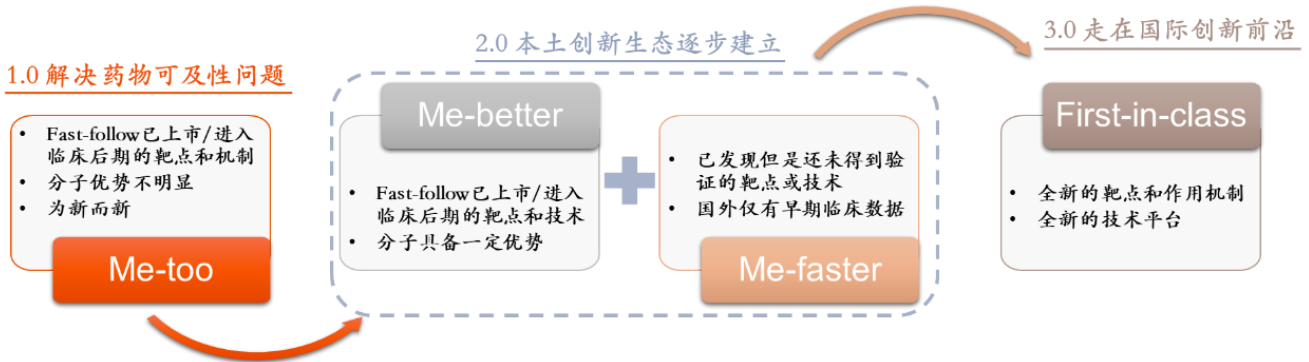 1.0 解决药物可及性问题
• Fast-follow已上市/进入
临床后期的靶点和机制
• 分子优势不明显
• 为新而新
Me-too
2.0 本土创新生态逐步建立
Me-better
• Fast-follow已上市/进入
临床后期的靶点和技术
• 分子具备一定优势
• 已发现但是还未得到验
证的靶点或技术
• 国外仅有早期临床数据
Me-faster
3.0 走在国际创新前沿
First-in-class
• 全新的靶点和作用机制
• 全新的技术平台